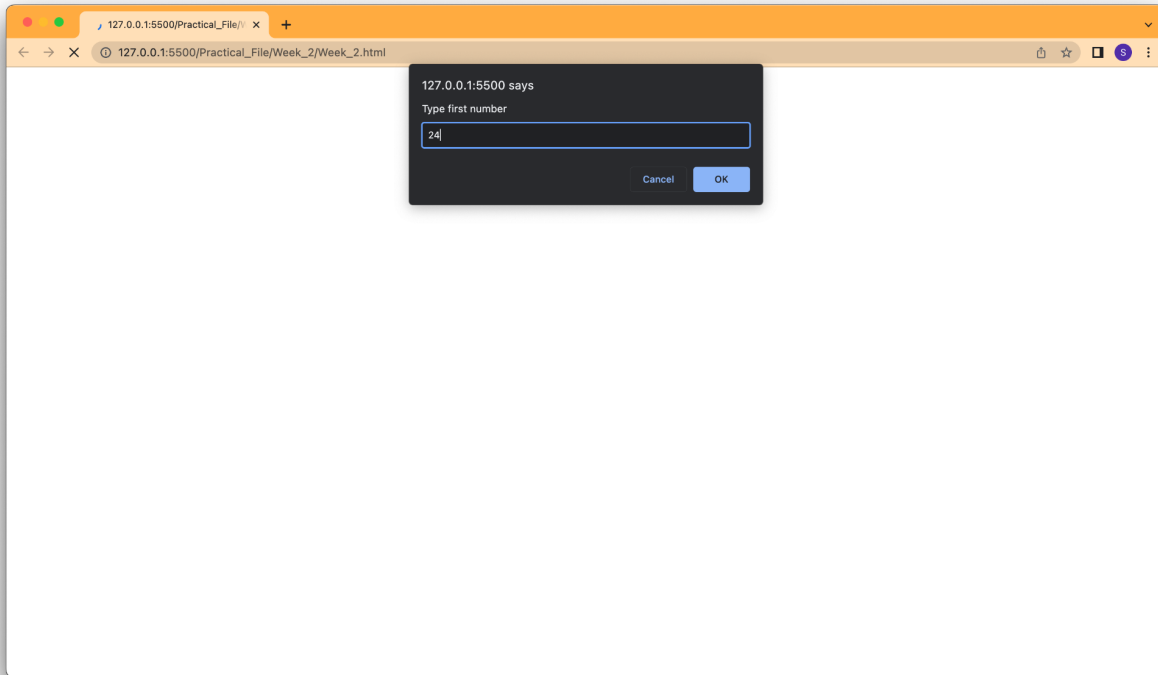 127.0.0.1:5500/Practical_File/
127.0.0.1:5500/Practical_File/Week_2/Week_2.html
S
127.0.0.1:5500 says
Type first number
24
Cancel OK